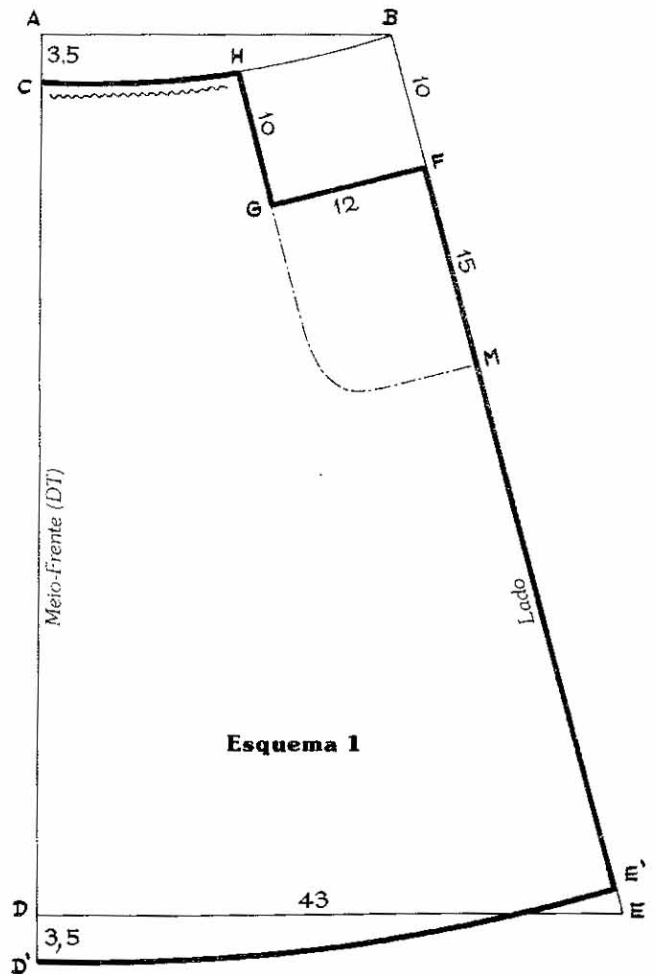 A
B
3.5
H
C
10
10
F
G
12
15
M
Meio-Frente (DT)
Lado
Esquema 1
E'
D
43
E
3,5
D'